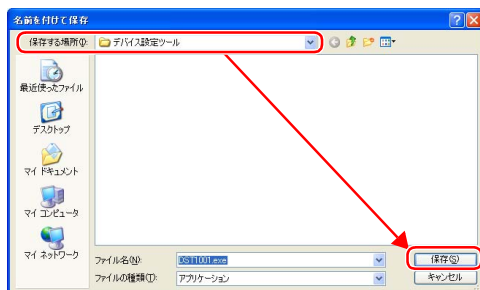 名前を付けて保存
保存する場所(I):
デバイス設定ツール
最近使ったファイル
デスクトップ
マイ ドキュメント
マイ コンピュータ
マイ ネットワーク
ファイル名(N):
DST1001.exe
保存(S)
ファイルの種類(T):
アプリケーション
キャンセル